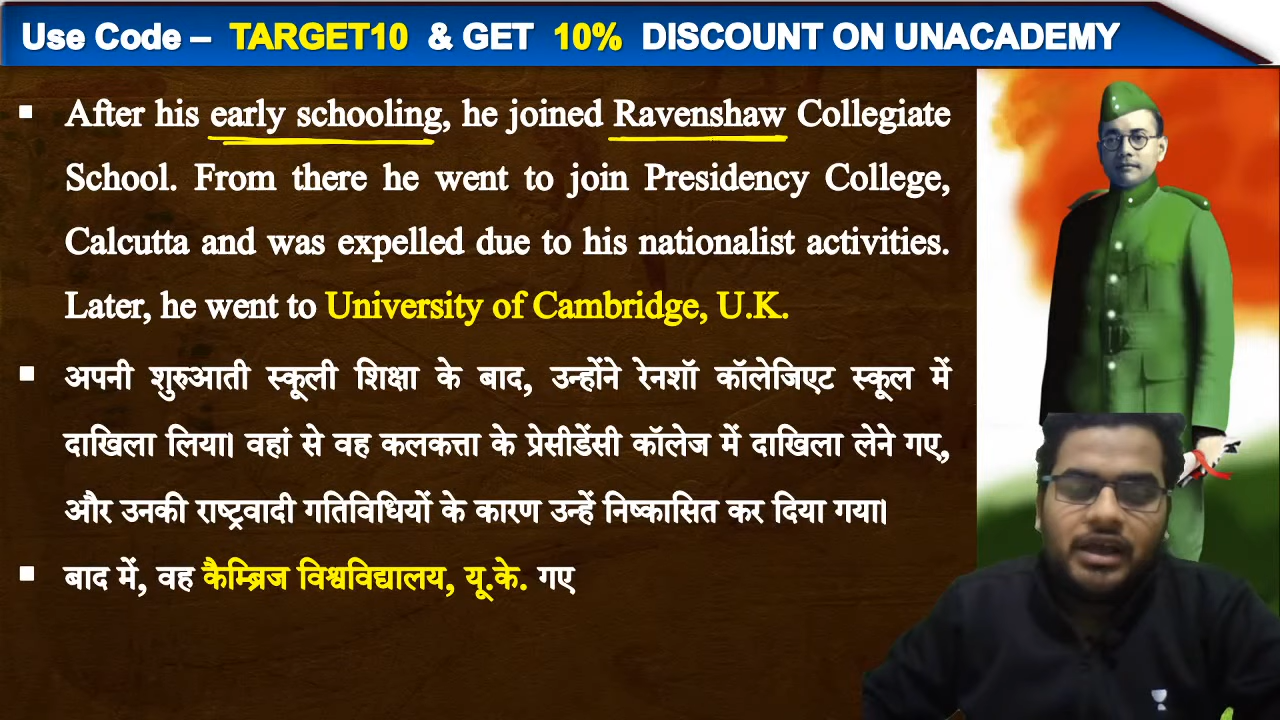 Use Code – TARGET10 & GET 10% DISCOUNT ON UNACADEMY
▪ After his early schooling, he joined Ravenshaw Collegiate
School. From there he went to join Presidency College,
Calcutta and was expelled due to his nationalist activities.
Later, he went to University of Cambridge, U.K.
▪ अपनी शुरुआती स्कूली शिक्षा के बाद, उन्होंने रेनशॉ कॉलेजिएट स्कूल में
दाखिला लिया। वहां से वह कलकत्ता के प्रेसीडेंसी कॉलेज में दाखिला लेने गए,
और उनकी राष्ट्रवादी गतिविधियों के कारण उन्हें निष्कासित कर दिया गया।
▪ बाद में, वह कैम्ब्रिज विश्वविद्यालय, यू.के. गए